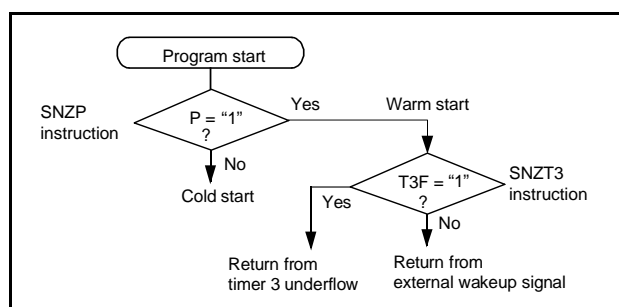 Program start
SNZP
instruction
P = “1”
?
Yes
Warm start
No
Cold start
T3F = “1”
?
SNZT3
instruction
Yes
No
Return from
timer 3 underflow
Return from
external wakeup signal